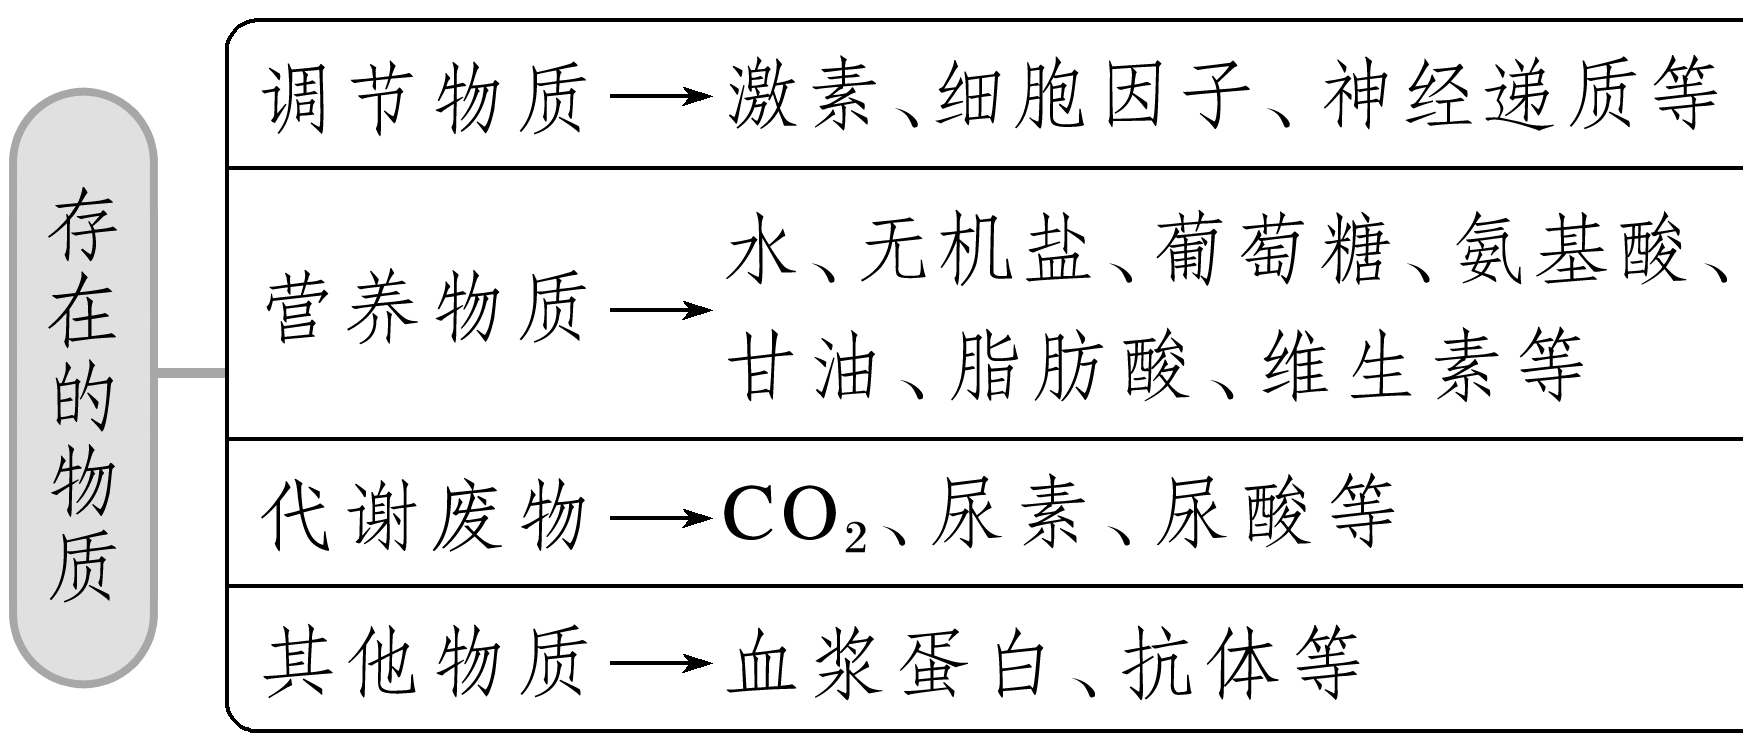 存在的物质
调节物质→激素、细胞因子、神经递质等
营养物质→水、无机盐、葡萄糖、氨基酸、
甘油、脂肪酸、维生素等
代谢废物→CO₂、尿素、尿酸等
其他物质→血浆蛋白、抗体等